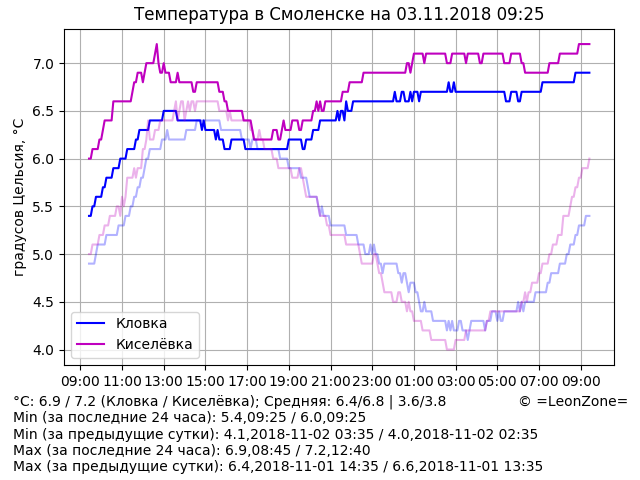 Температура в Смоленске на 03.11.2018 09:25
градусов Цельсия, °C
7.0
6.5
6.0
5.5
5.0
4.5
4.0
Кловка
Киселёвка
09:00 11:00 13:00 15:00 17:00 19:00 21:00 23:00 01:00 03:00 05:00 07:00 09:00
°C: 6.9 / 7.2 (Кловка / Киселёвка); Средняя: 6.4/6.8 | 3.6/3.8 © =LeonZone=
Min (за последние 24 часа): 5.4,09:25 / 6.0,09:25
Min (за предыдущие сутки): 4.1,2018-11-02 03:35 / 4.0,2018-11-02 02:35
Max (за последние 24 часа): 6.9,08:45 / 7.2,12:40
Max (за предыдущие сутки): 6.4,2018-11-01 14:35 / 6.6,2018-11-01 13:35